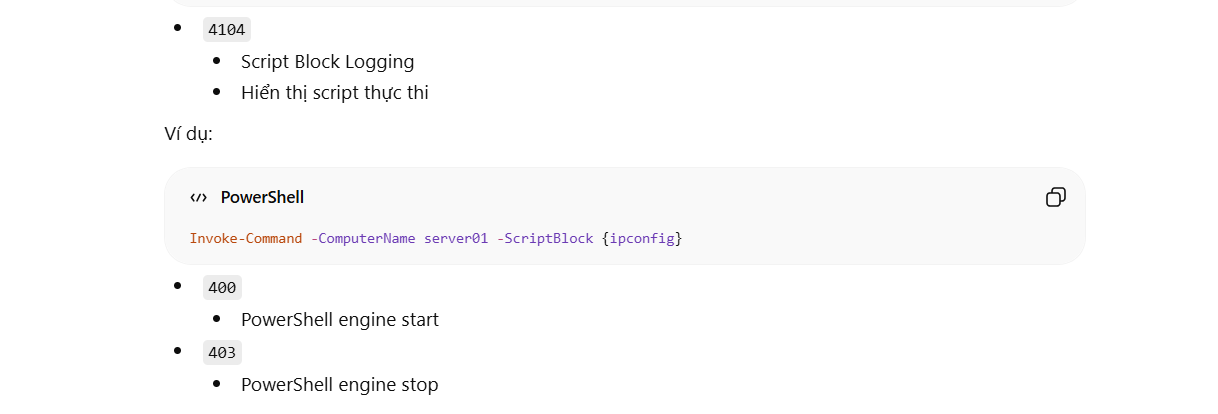 4104
Script Block Logging
Hiển thị script thực thi
Ví dụ:
PowerShell
Invoke-Command -ComputerName server01 -ScriptBlock {ipconfig}
400
PowerShell engine start
403
PowerShell engine stop